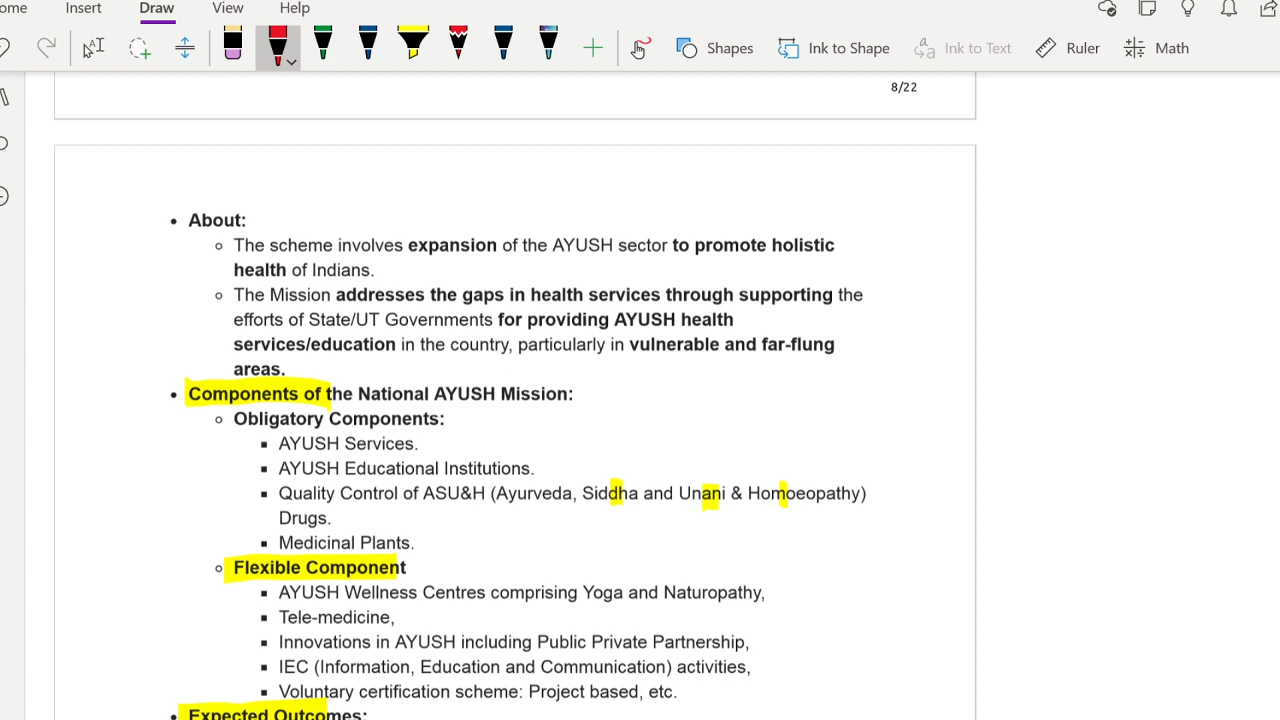 ome Insert Draw View Help
Shapes Ink to Shape Ink to Text Ruler Math
8/22
• About:
○ The scheme involves expansion of the AYUSH sector to promote holistic
health of Indians.
○ The Mission addresses the gaps in health services through supporting the
efforts of State/UT Governments for providing AYUSH health
services/education in the country, particularly in vulnerable and far-flung
areas.
• Components of the National AYUSH Mission:
○ Obligatory Components:
▪ AYUSH Services.
▪ AYUSH Educational Institutions.
▪ Quality Control of ASU&H (Ayurveda, Siddha and Unani & Homoeopathy)
Drugs.
▪ Medicinal Plants.
○ Flexible Component
▪ AYUSH Wellness Centres comprising Yoga and Naturopathy,
▪ Tele-medicine,
▪ Innovations in AYUSH including Public Private Partnership,
▪ IEC (Information, Education and Communication) activities,
▪ Voluntary certification scheme: Project based, etc.
• Expected Outcomes: